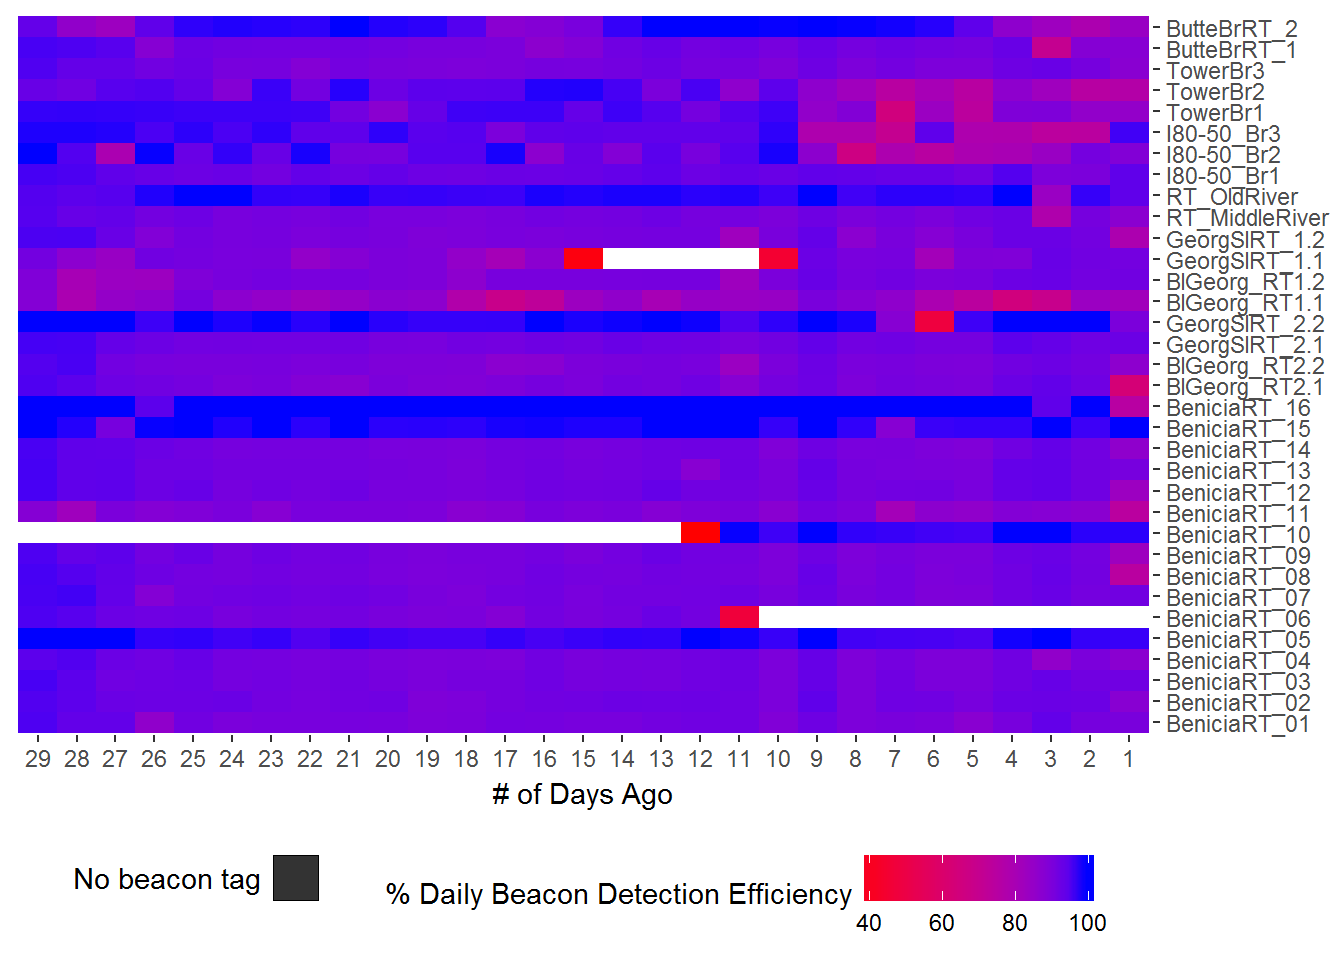 ButteBrRT_2
ButteBrRT_1
TowerBr3
TowerBr2
TowerBr1
I80-50_Br3
I80-50_Br2
I80-50_Br1
RT_OldRiver
RT_MiddleRiver
GeorgSlRT_1.2
GeorgSlRT_1.1
BlGeorg_RT1.2
BlGeorg_RT1.1
GeorgSlRT_2.2
GeorgSlRT_2.1
BlGeorg_RT2.2
BlGeorg_RT2.1
BeniciaRT_16
BeniciaRT_15
BeniciaRT_14
BeniciaRT_13
BeniciaRT_12
BeniciaRT_11
BeniciaRT_10
BeniciaRT_09
BeniciaRT_08
BeniciaRT_07
BeniciaRT_06
BeniciaRT_05
BeniciaRT_04
BeniciaRT_03
BeniciaRT_02
BeniciaRT_01
29 28 27 26 25 24 23 22 21 20 19 18 17 16 15 14 13 12 11 10 9 8 7 6 5 4 3 2 1
# of Days Ago
No beacon tag
% Daily Beacon Detection Efficiency
40 60 80 100